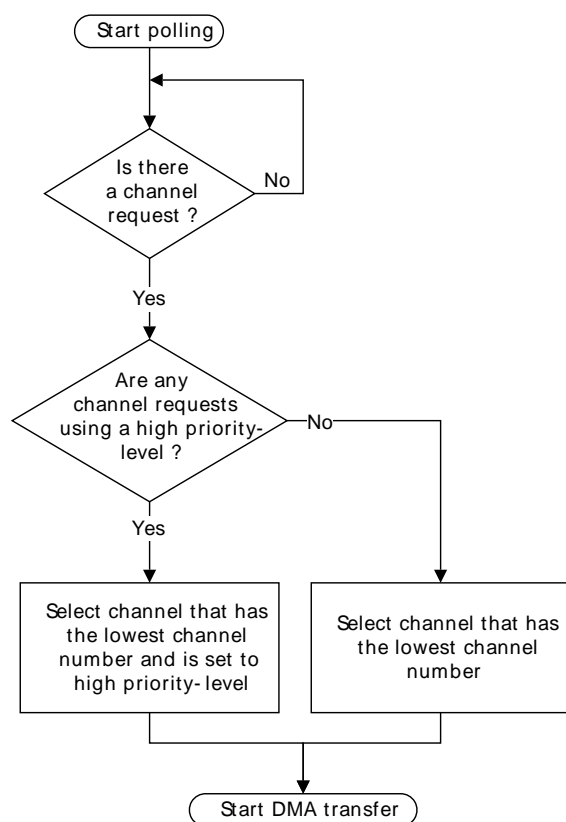 Start polling
Is there
a channel
request ?
No
Yes
Are any
channel requests
using a high priority-
level ?
No
Yes
Select channel that has
the lowest channel
number and is set to
high priority-level
Select channel that has
the lowest channel
number
Start DMA transfer